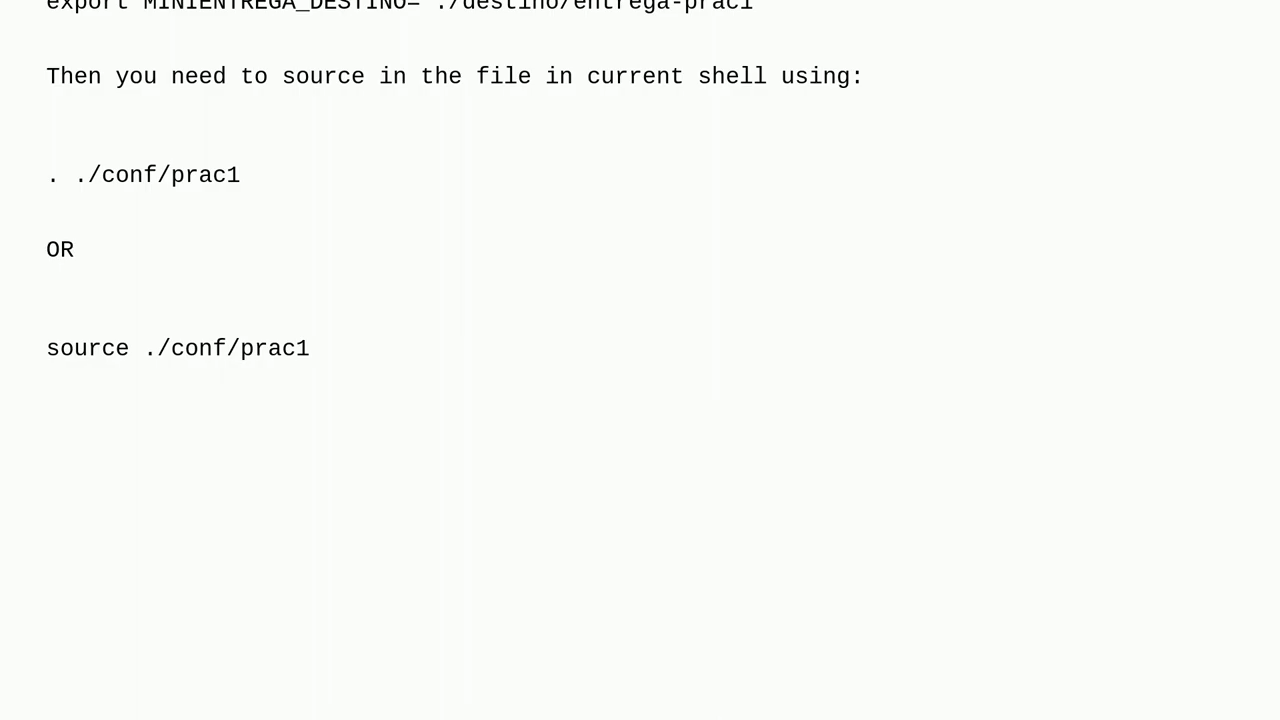 export MINIENTREGA_DESTINO="./destino/entrega-prac1"
Then you need to source in the file in current shell using:
. ./conf/prac1
OR
source ./conf/prac1